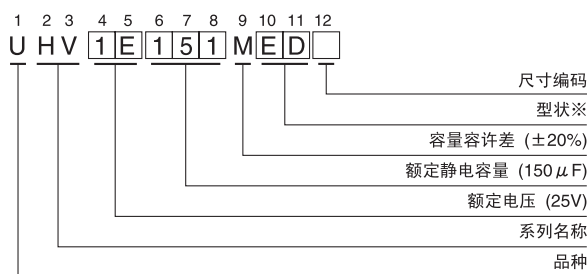 1 2 3 4 5 6 7 8 9 10 11 12
U H V 1 E 1 5 1 M E D
尺寸编码
型状※
容量容许差 (±20%)
额定静电容量 (150μF)
额定电压 (25V)
系列名称
品种